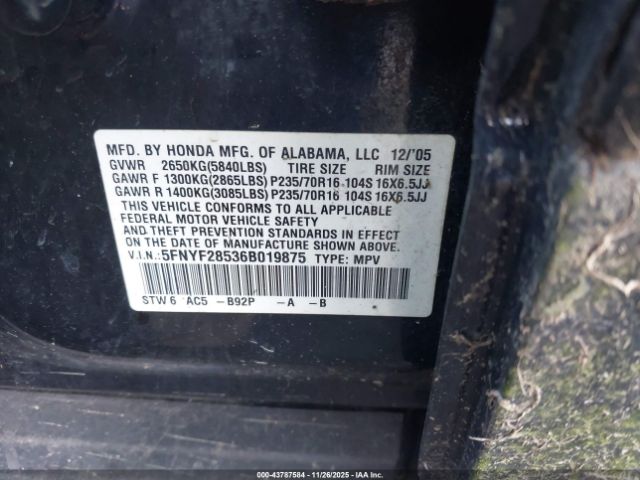 MFD. BY HONDA MFG. OF ALABAMA, LLC 12/'05
GVWR 2650KG(5840LBS) TIRE SIZE RIM SIZE
GAWR F 1300KG(2865LBS) P235/70R16 104S 16X6.5JJ
GAWR R 1400KG(3085LBS) P235/70R16 104S 16X6.5JJ
THIS VEHICLE CONFORMS TO ALL APPLICABLE
FEDERAL MOTOR VEHICLE SAFETY
AND THEFT PREVENTION STANDARDS IN EFFECT
ON THE DATE OF MANUFACTURE SHOWN ABOVE.
V.I.N.:5FNYF28536B019875 TYPE: MPV
STW 6 AC5 -B92P -A -B
000-43787584 | 11/26/2025 | IAA Inc.